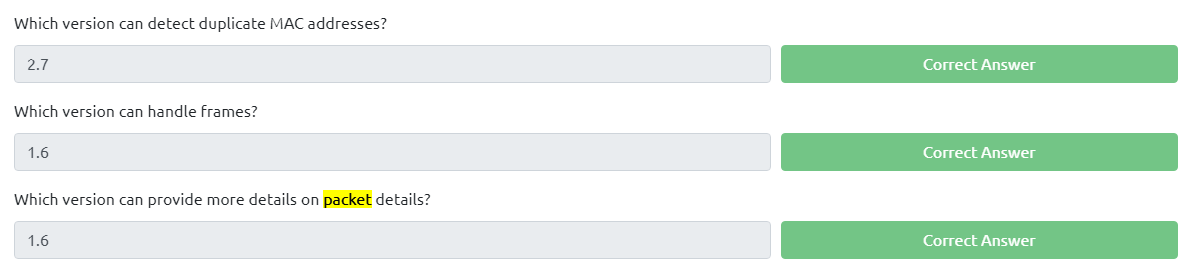 Which version can detect duplicate MAC addresses?
2.7
Correct Answer
Which version can handle frames?
1.6
Correct Answer
Which version can provide more details on packet details?
1.6
Correct Answer